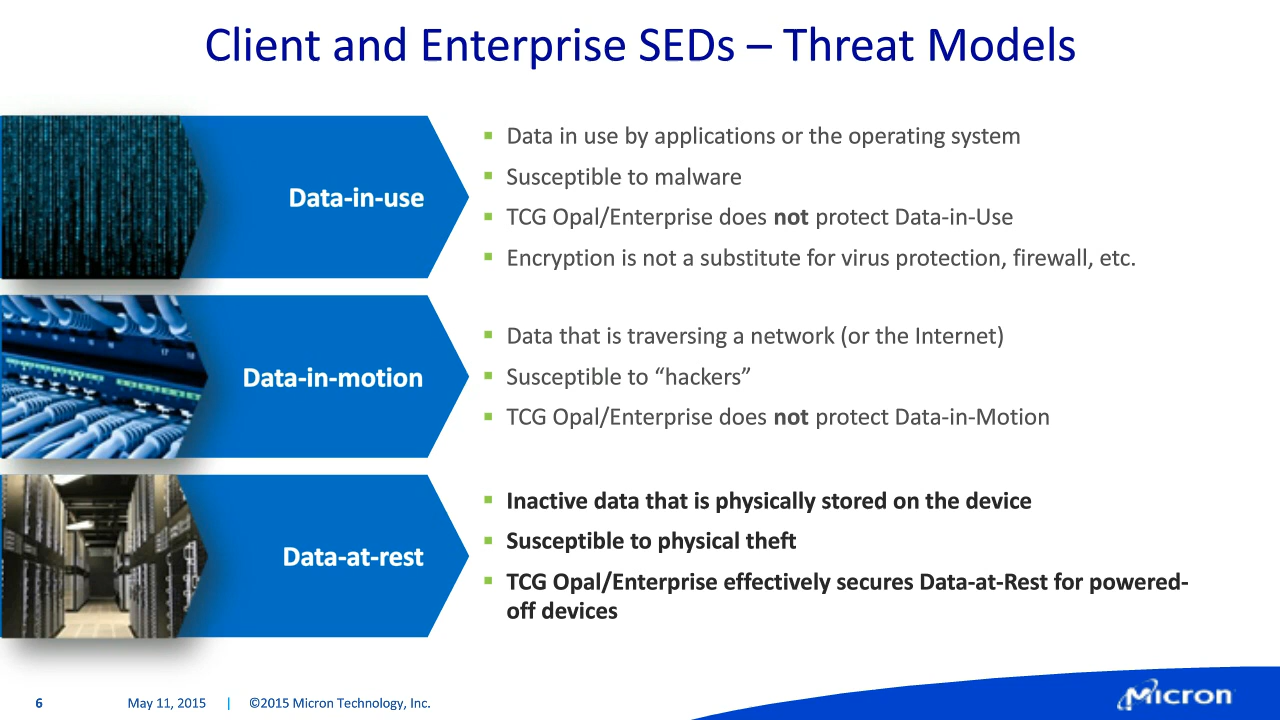 Client and Enterprise SEDs – Threat Models
Data-in-use
▪ Data in use by applications or the operating system
▪ Susceptible to malware
▪ TCG Opal/Enterprise does not protect Data-in-Use
▪ Encryption is not a substitute for virus protection, firewall, etc.
Data-in-motion
▪ Data that is traversing a network (or the Internet)
▪ Susceptible to “hackers”
▪ TCG Opal/Enterprise does not protect Data-in-Motion
17 18
Data-at-rest
▪ Inactive data that is physically stored on the device
▪ Susceptible to physical theft
▪ TCG Opal/Enterprise effectively secures Data-at-Rest for powered-
off devices
6 May 11, 2015 | ©2015 Micron Technology, Inc.
Micron